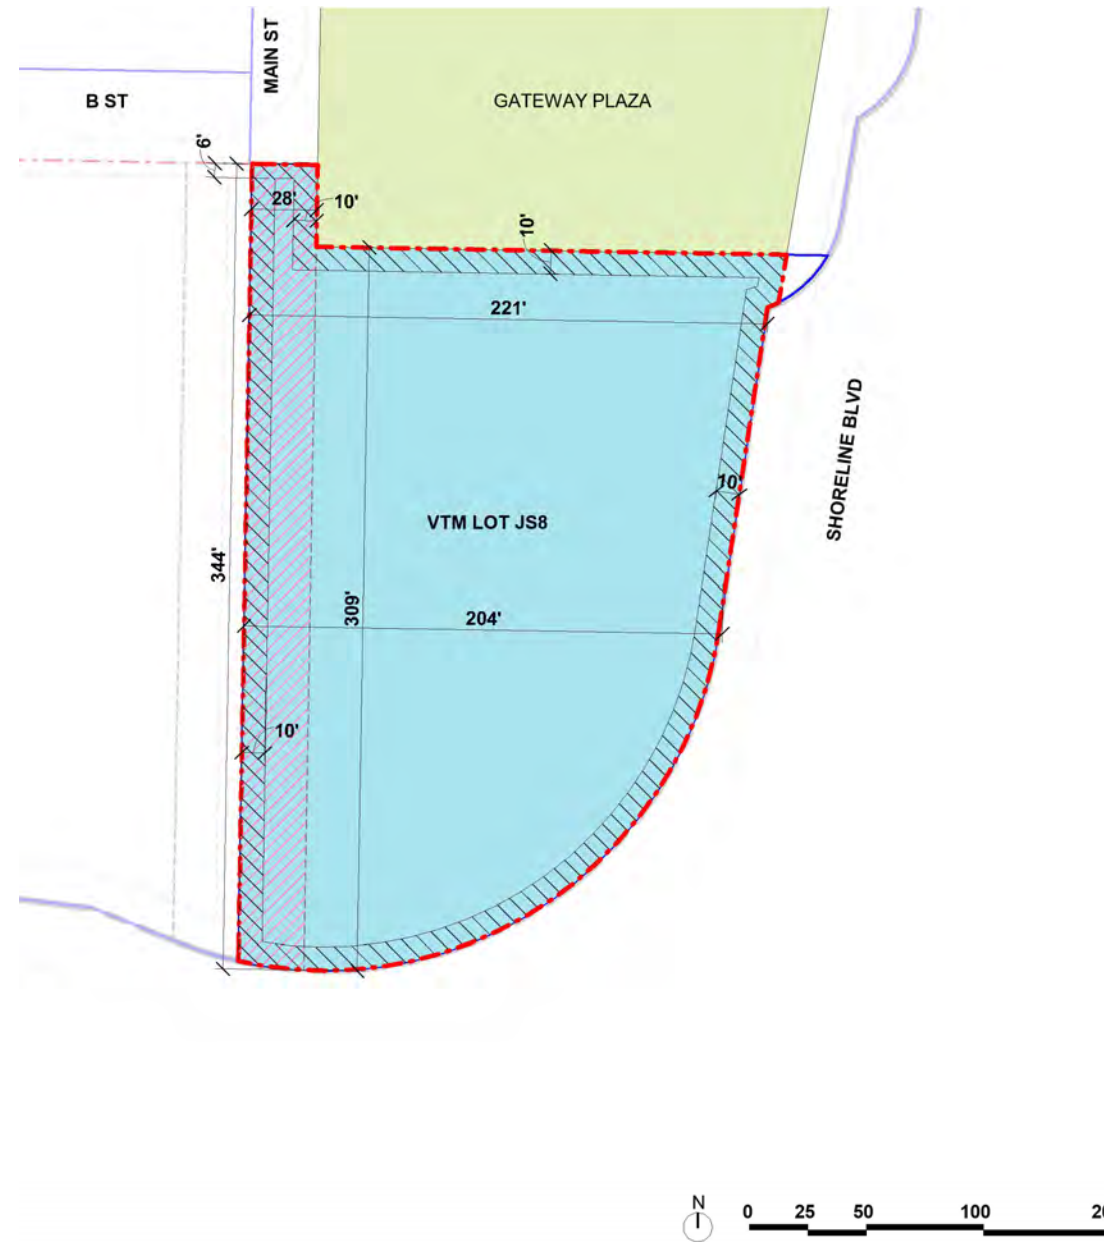 MAIN ST
B ST
GATEWAY PLAZA
6'
28'
10'
10'
221'
SHORELINE BLVD
10'
VTM LOT JS8
344'
309'
204'
10'
N
0 25 50 100